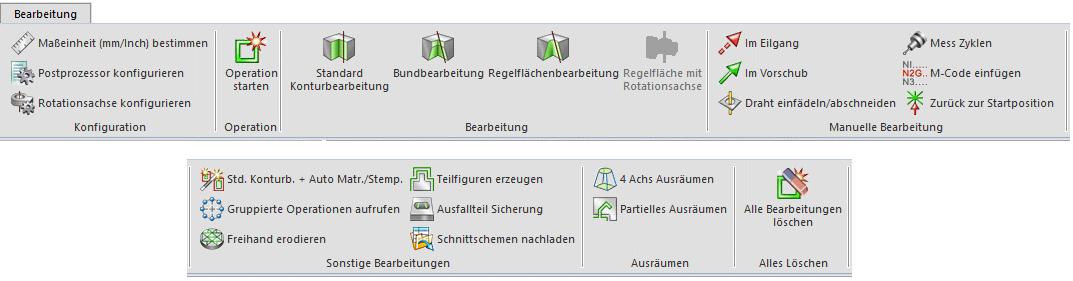 Bearbeitung
Maßeinheit (mm/Inch) bestimmen
Postprozessor konfigurieren
Rotationsachse konfigurieren
Konfiguration
Operation
starten
Operation
Standard
Konturbearbeitung
Bundbearbeitung
Regelflächenbearbeitung
Regelfläche mit
Rotationsachse
Bearbeitung
Im Eilgang
Im Vorschub
Draht einfädeln/abschneiden
Mess Zyklen
N1.....
N2G..
N3....
M-Code einfügen
Zurück zur Startposition
Manuelle Bearbeitung
Std. Konturb. + Auto Matr./Stemp.
Gruppierte Operationen aufrufen
Freihand erodieren
Teilfiguren erzeugen
Ausfallteil Sicherung
Schnittschemen nachladen
Sonstige Bearbeitungen
4 Achs Ausräumen
Partielles Ausräumen
Ausräumen
Alle Bearbeitungen
löschen
Alles Löschen